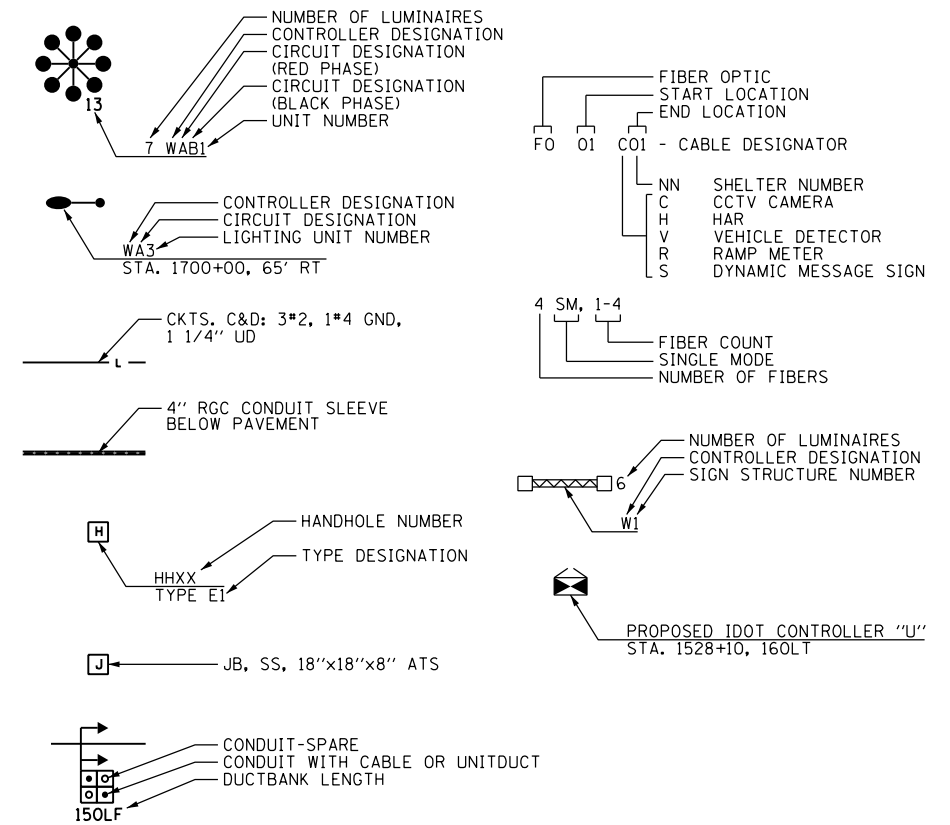 NUMBER OF LUMINAIRES
CONTROLLER DESIGNATION
CIRCUIT DESIGNATION
(RED PHASE)
CIRCUIT DESIGNATION
(BLACK PHASE)
UNIT NUMBER
13
7 WAB1
CONTROLLER DESIGNATION
CIRCUIT DESIGNATION
LIGHTING UNIT NUMBER
WA3
STA. 1700+00, 65' RT
CKTS. C&D: 3#2, 1#4 GND,
1 1/4'' UD
L
4'' RGC CONDUIT SLEEVE
BELOW PAVEMENT
H
HANDHOLE NUMBER
TYPE DESIGNATION
HHXX
TYPE E1
J
JB, SS, 18''x18''x8'' ATS
CONDUIT-SPARE
CONDUIT WITH CABLE OR UNITDUCT
DUCTBANK LENGTH
150LF
FIBER OPTIC
START LOCATION
END LOCATION
FO 01 C01 - CABLE DESIGNATOR
NN SHELTER NUMBER
C CCTV CAMERA
H HAR
V VEHICLE DETECTOR
R RAMP METER
S DYNAMIC MESSAGE SIGN
4 SM, 1-4
FIBER COUNT
SINGLE MODE
NUMBER OF FIBERS
NUMBER OF LUMINAIRES
CONTROLLER DESIGNATION
SIGN STRUCTURE NUMBER
6
W1
PROPOSED IDOT CONTROLLER "U"
STA. 1528+10, 160LT